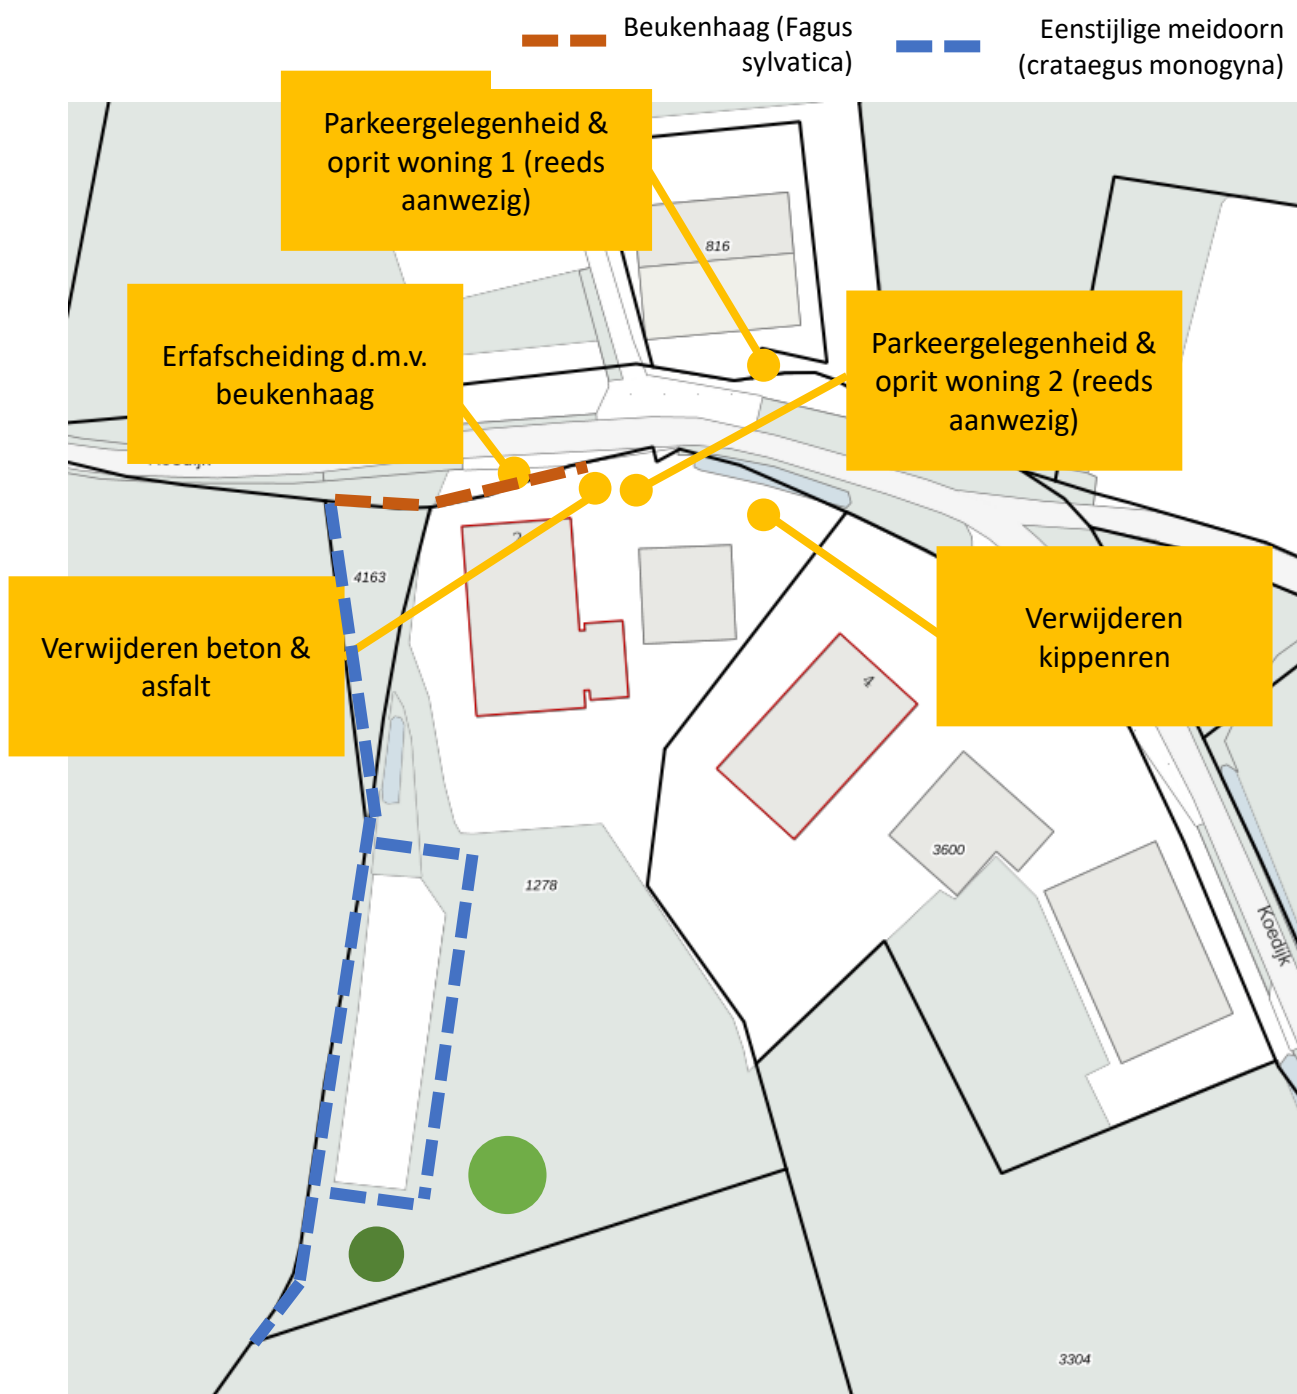 Beukenhaag (Fagus
sylvatica)
Eenstijlige meidoorn
(crataegus monogyna)
Parkeergelegenheid &
oprit woning 1 (reeds
aanwezig)
816
Erfafscheiding d.m.v.
beukenhaag
Parkeergelegenheid &
oprit woning 2 (reeds
aanwezig)
4163
Verwijderen beton &
asfalt
Verwijderen
kippenren
4
3600
1278
Koedijk
3304